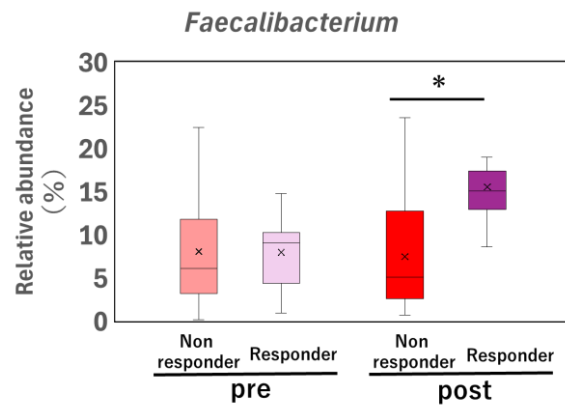 Faecalibacterium
Relative abundance
(%)
30
25
20
15
10
5
0
*
Non
responder
Responder
Non
responder
Responder
pre
post